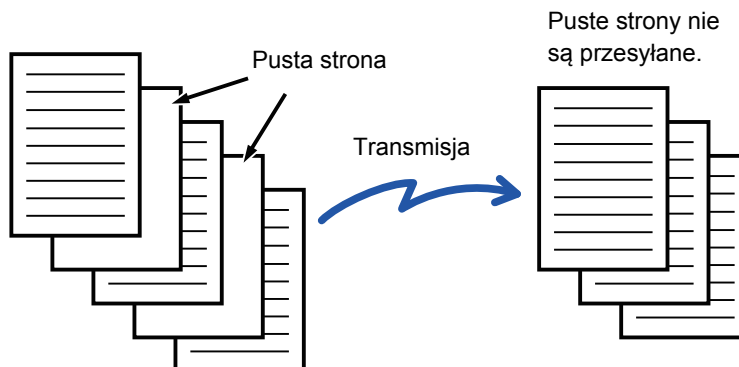 Puste strony nie
są przesyłane.
Pusta strona
Transmisja